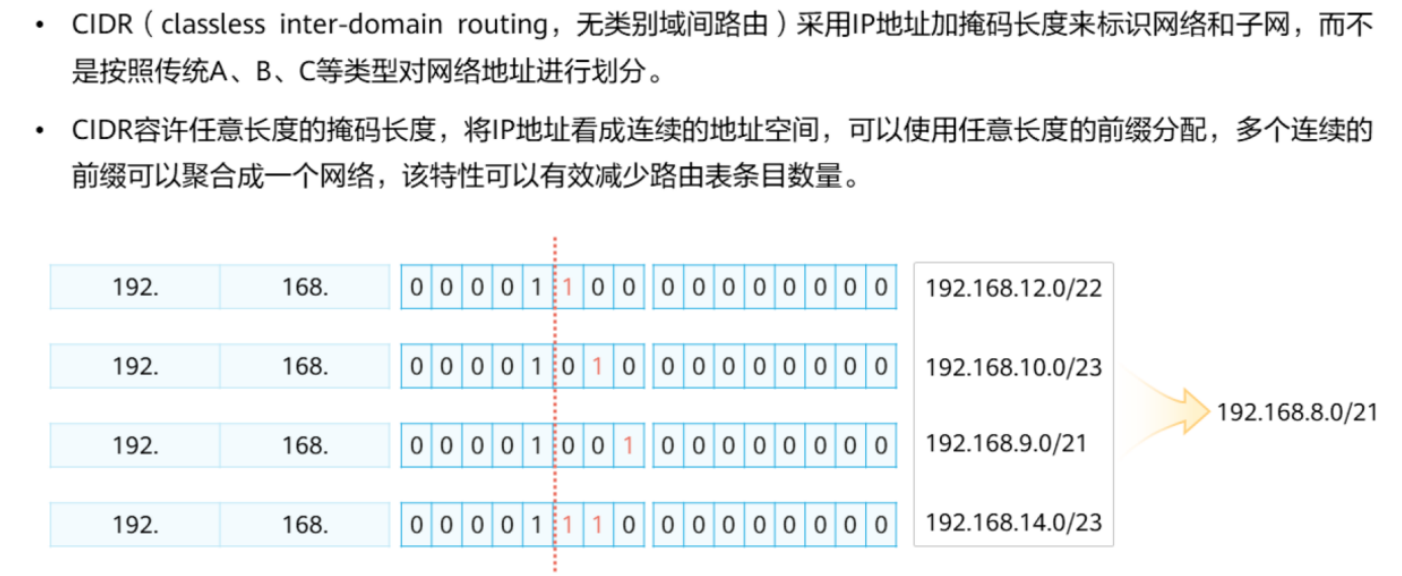 • CIDR（classless inter-domain routing，无类别域间路由）采用IP地址加掩码长度来标识网络和子网，而不
是按照传统A、B、C等类型对网络地址进行划分。
• CIDR容许任意长度的掩码长度，将IP地址看成连续的地址空间，可以使用任意长度的前缀分配，多个连续的
前缀可以聚合成一个网络，该特性可以有效减少路由表条目数量。
192. 168. 0 0 0 0 1 1 0 0 0 0 0 0 0 0 0 0 192.168.12.0/22
192. 168. 0 0 0 0 1 0 1 0 0 0 0 0 0 0 0 0 192.168.10.0/23
192.168.8.0/21
192. 168. 0 0 0 0 1 0 0 1 0 0 0 0 0 0 0 0 192.168.9.0/21
192. 168. 0 0 0 0 1 1 1 0 0 0 0 0 0 0 0 0 192.168.14.0/23